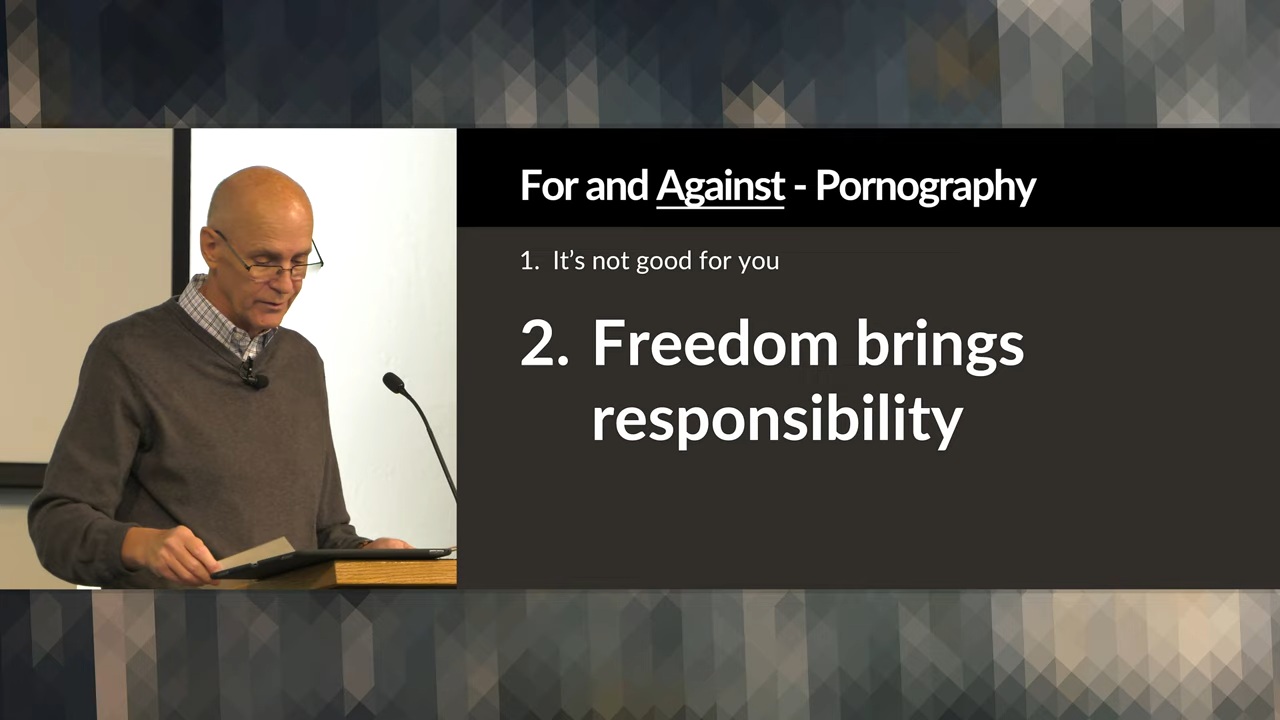 For and Against - Pornography
1. It's not good for you
2. Freedom brings
responsibility